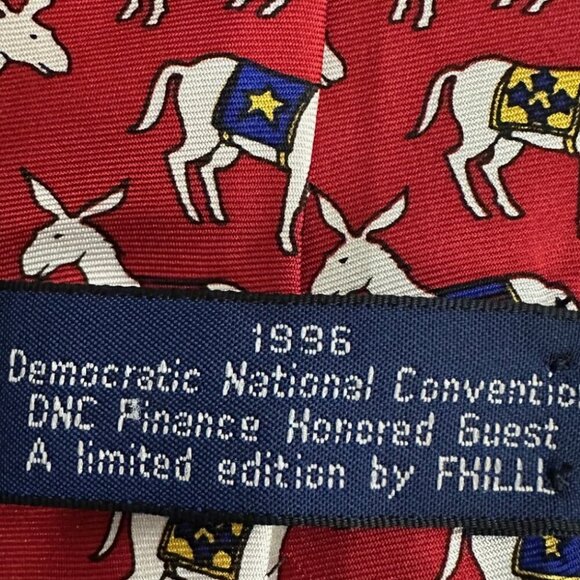 1996
Democratic National Conventio
DNC Finance Honored Guest
A limited edition by